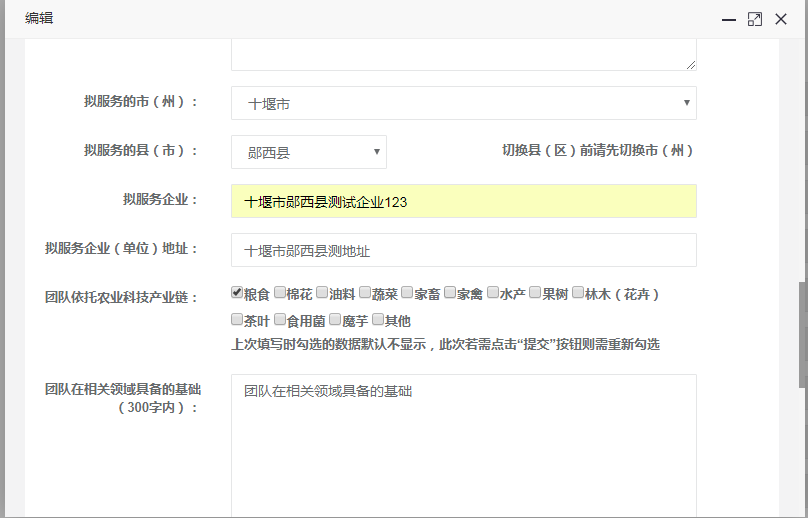 编辑
拟服务的市（州）： 十堰市
拟服务的县（市）： 郧西县 切换县（区）前请先切换市（州）
拟服务企业： 十堰市郧西县测试企业123
拟服务企业（单位）地址： 十堰市郧西县测地址
团队依托农业科技产业链： 粮食 棉花 油料 蔬菜 家畜 家禽 水产 果树 林木（花卉）
茶叶 食用菌 魔芋 其他
上次填写时勾选的数据默认不显示，此次若需点击“提交”按钮则需重新勾选
团队在相关领域具备的基础 团队在相关领域具备的基础
（300字内）：